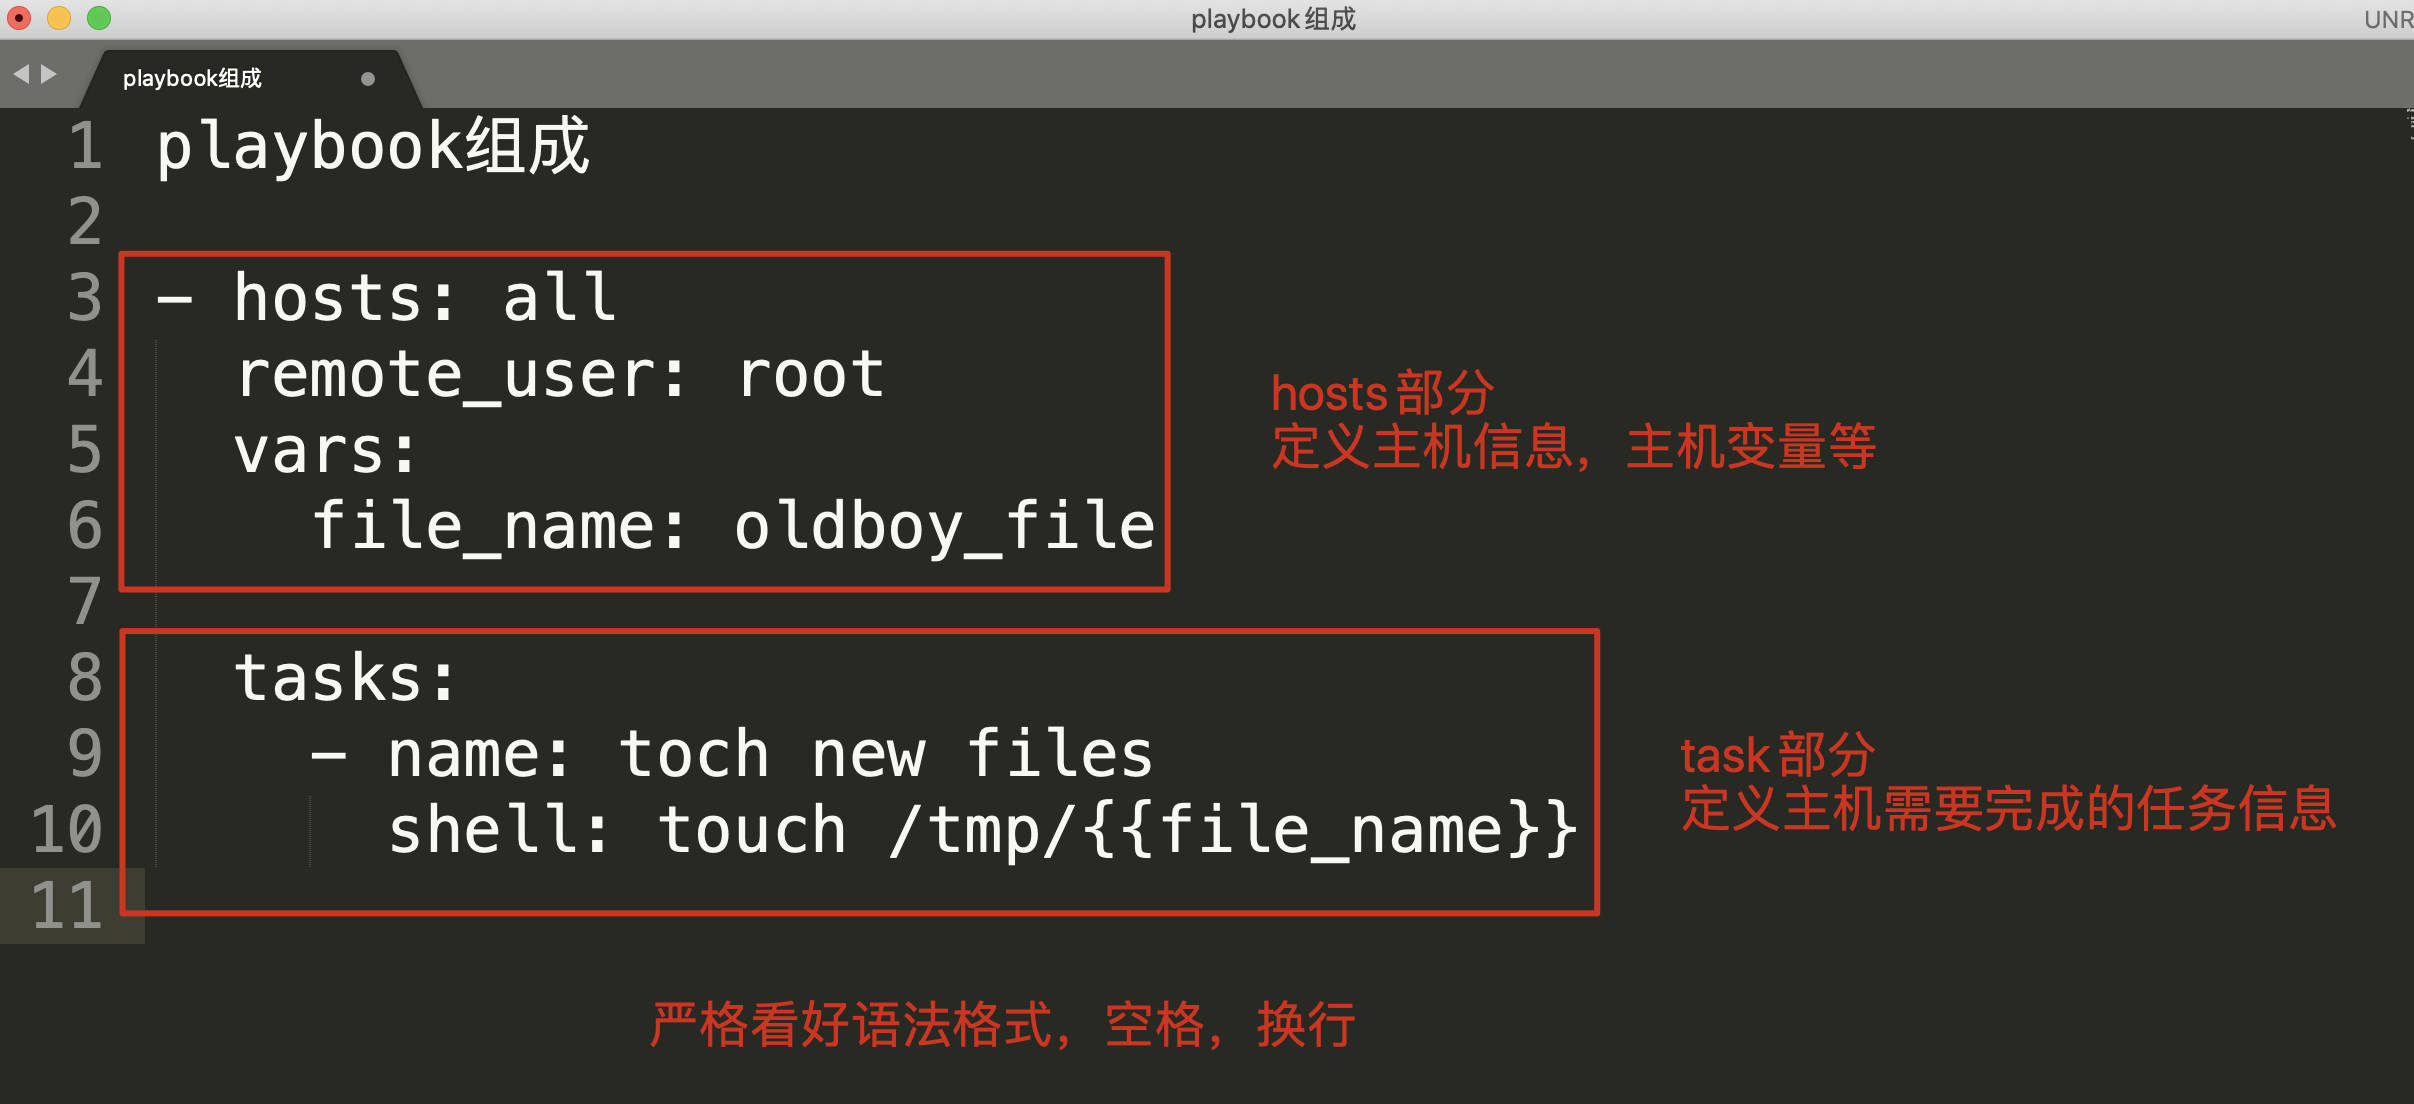 playbook组成
UNR
playbook组成
1 playbook组成
2
3 - hosts: all
4   remote_user: root
5   vars:
6     file_name: oldboy_file
7
8   tasks:
9     - name: toch new files
10       shell: touch /tmp/{{file_name}}
11
hosts部分
定义主机信息，主机变量等
task部分
定义主机需要完成的任务信息
严格看好语法格式，空格，换行